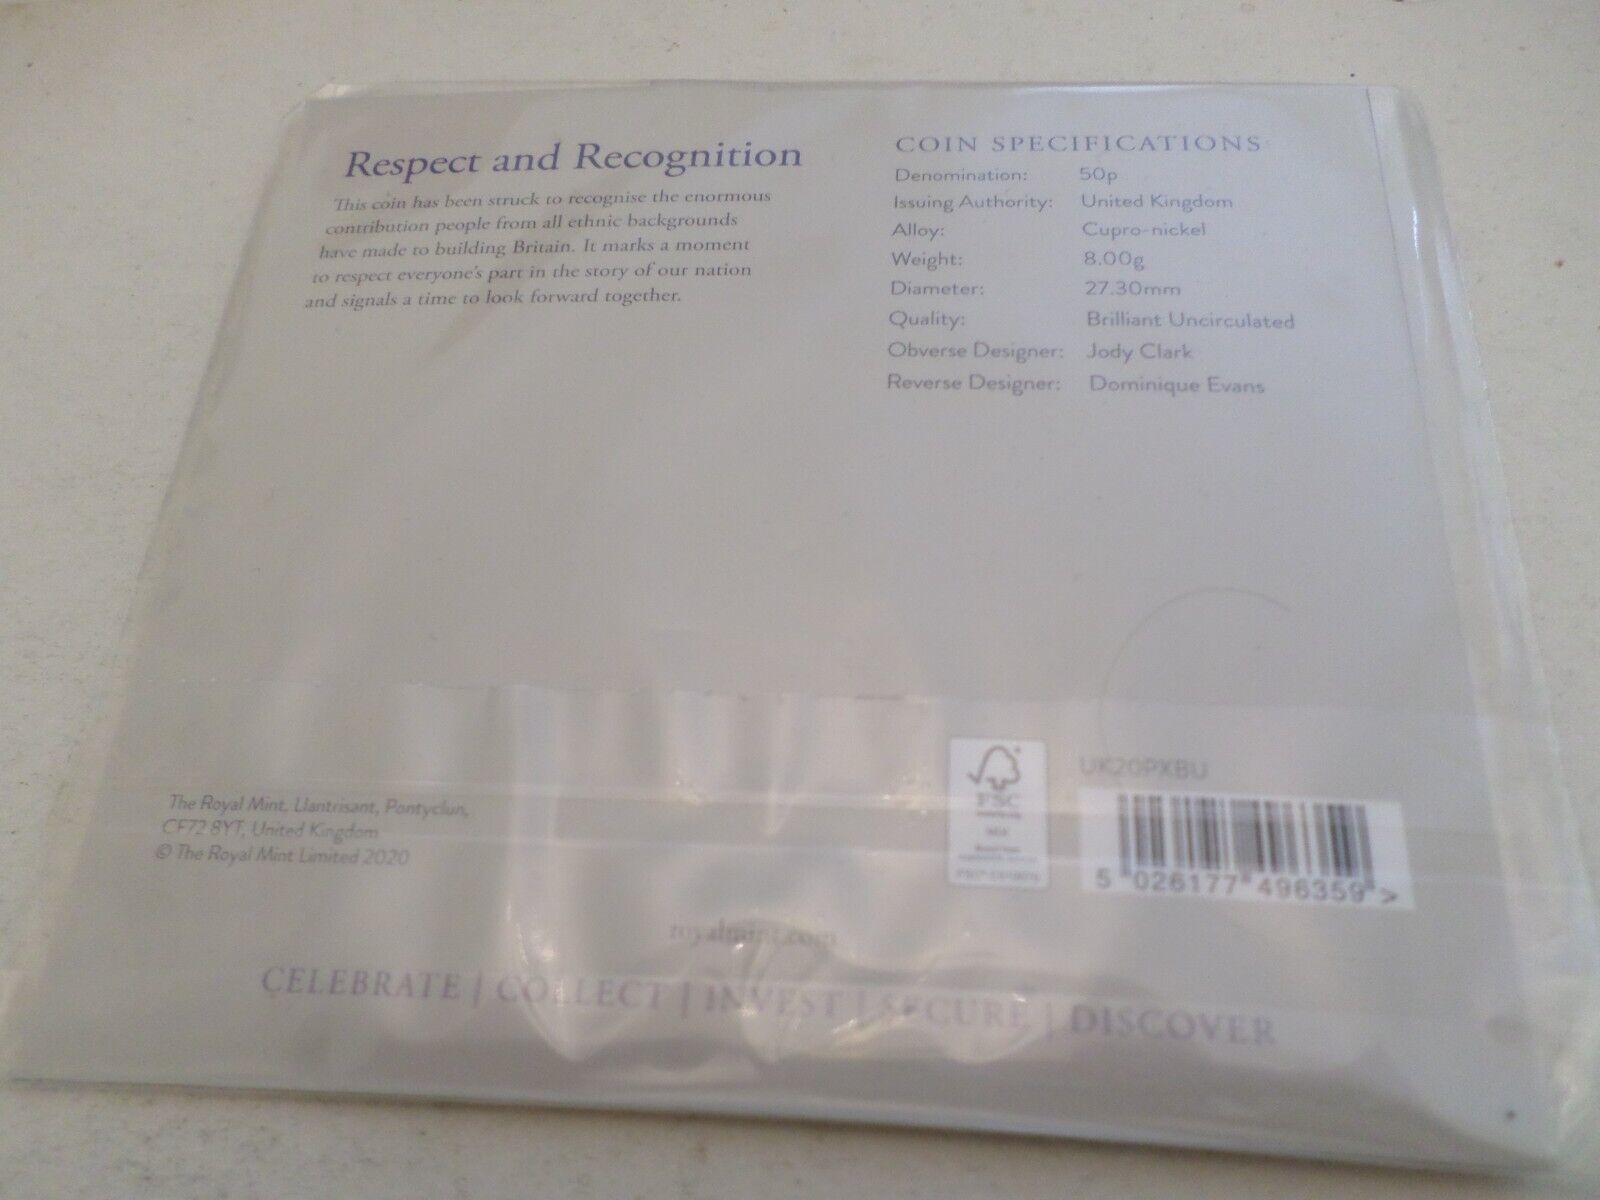 Respect and Recognition
This coin has been struck to recognise the enormous
contribution people from all ethnic backgrounds
have made to building Britain. It marks a moment
to respect everyone's part in the story of our nation
and signals a time to look forward together.
COIN SPECIFICATIONS
Denomination: 50p
Issuing Authority: United Kingdom
Alloy: Cupro-nickel
Weight: 8.00g
Diameter: 27.30mm
Quality: Brilliant Uncirculated
Obverse Designer: Jody Clark
Reverse Designer: Dominique Evans
The Royal Mint, Llantrisant, Pontyclun,
CF72 8YT, United Kingdom
© The Royal Mint Limited 2020
FSC
UK20PXBU
5 026177 496359 >
royalmint.com
CELEBRATE | COLLECT | INVEST | SECURE | DISCOVER